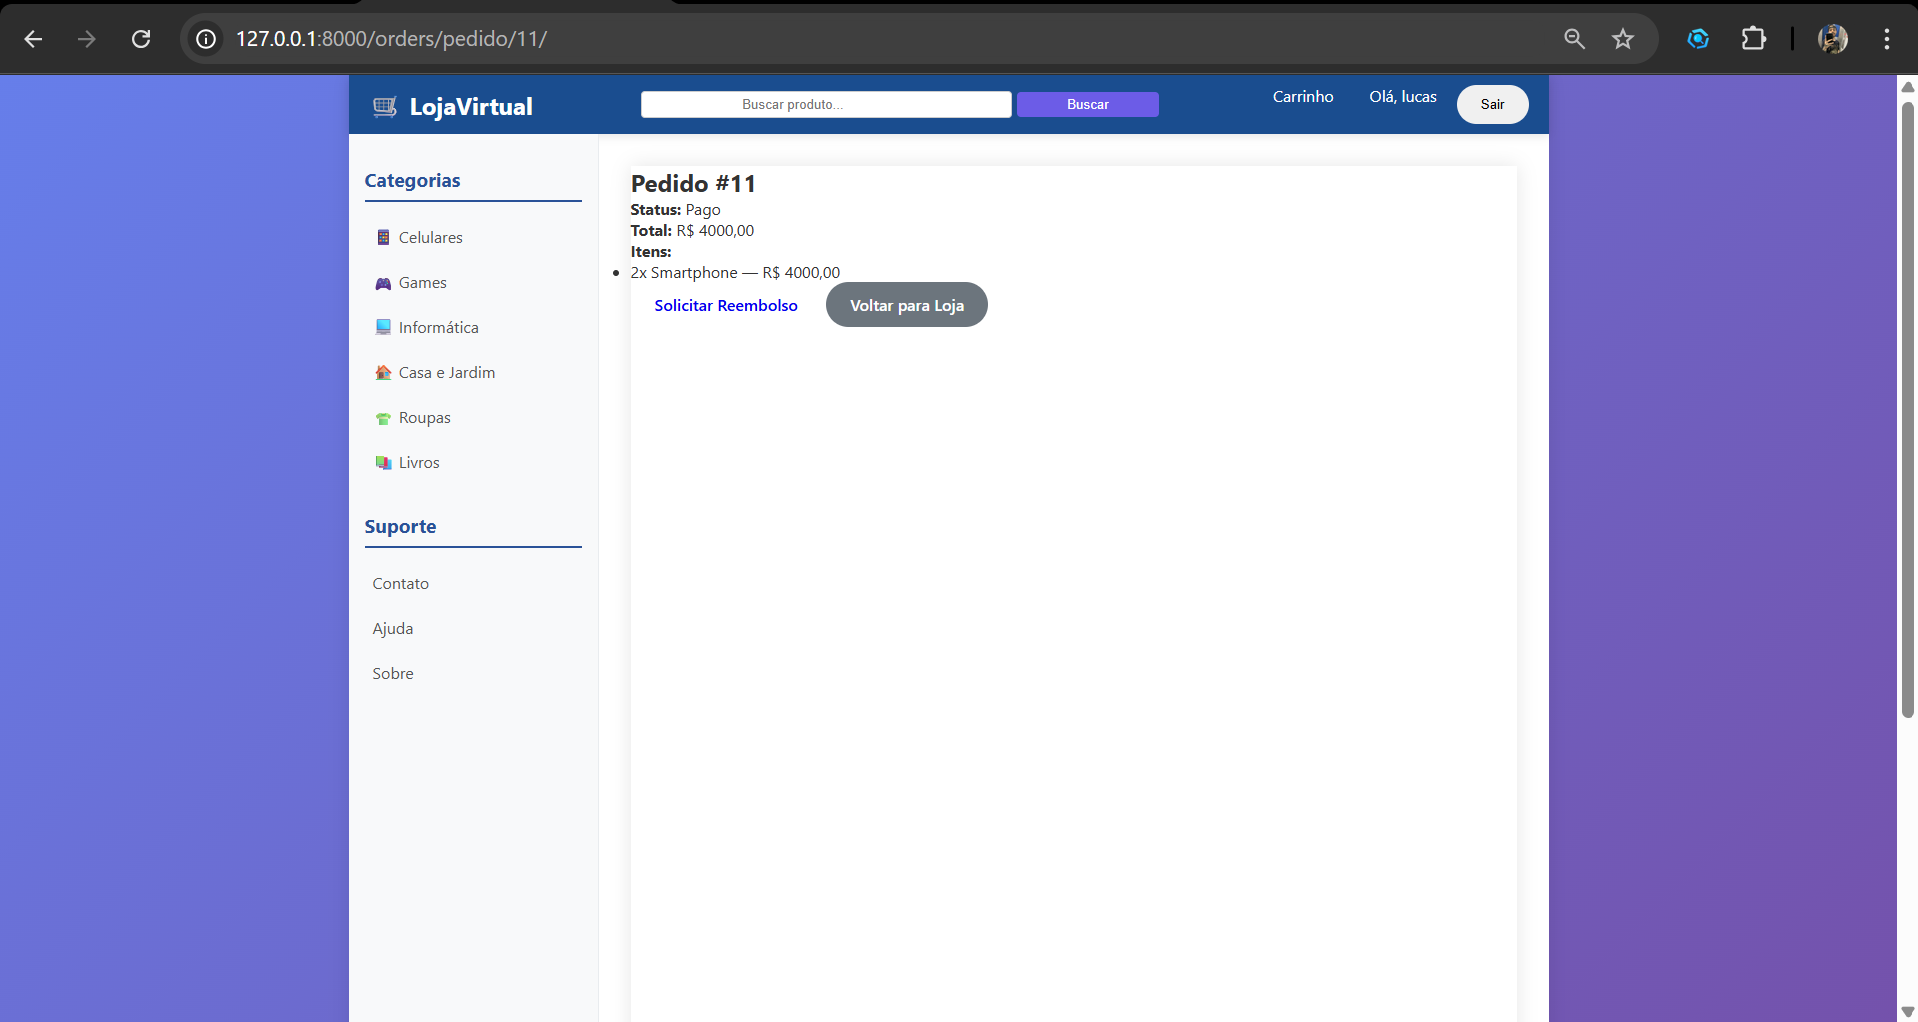 127.0.0.1:8000/orders/pedido/11/
LojaVirtual
Buscar produto...
Buscar
Carrinho
Olá, lucas
Sair
Categorias
Celulares
Games
Informática
Casa e Jardim
Roupas
Livros
Suporte
Contato
Ajuda
Sobre
Pedido #11
Status: Pago
Total: R$ 4000,00
Itens:
2x Smartphone — R$ 4000,00
Solicitar Reembolso
Voltar para Loja